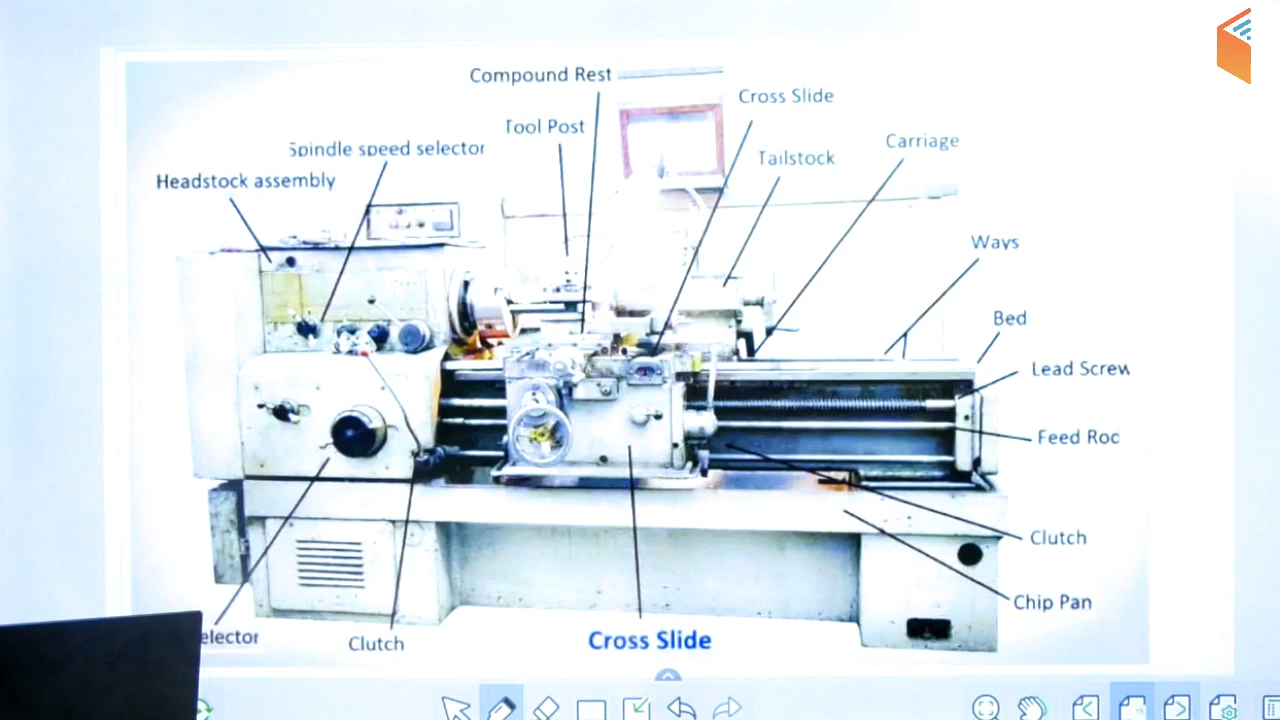 Compound Rest
Cross Slide
Tool Post
Carriage
Spindle speed selector
Tailstock
Headstock assembly
Ways
Bed
Lead Screw
Feed Roc
Clutch
Chip Pan
elector
Clutch
Cross Slide